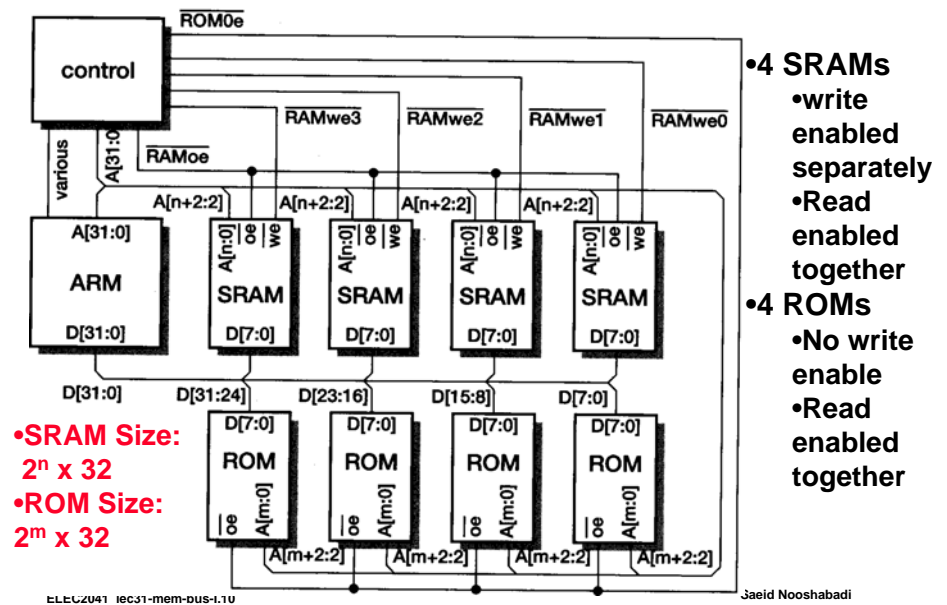 ROM0e
control
RAMwe3 RAMwe2 RAMwe1 RAMwe0
various
A[31:0]
RAMoe
A[n+2:2] A[n+2:2] A[n+2:2] A[n+2:2]
A[31:0]
ARM
D[31:0]
A[n:0] oe we
SRAM
D[7:0]
A[n:0] oe we
SRAM
D[7:0]
A[n:0] oe we
SRAM
D[7:0]
A[n:0] oe we
SRAM
D[7:0]
D[31:0] D[31:24] D[23:16] D[15:8] D[7:0]
D[7:0]
ROM
oe A[m:0]
D[7:0]
ROM
oe A[m:0]
D[7:0]
ROM
oe A[m:0]
D[7:0]
ROM
oe A[m:0]
A[m+2:2] A[m+2:2] A[m+2:2] A[m+2:2]
•SRAM Size:
2ⁿ x 32
•ROM Size:
2ᵐ x 32
•4 SRAMs
•write
enabled
separately
•Read
enabled
together
•4 ROMs
•No write
enable
•Read
enabled
together
ELEC2041 lec31-mem-bus-I.10
Saeid Nooshabadi